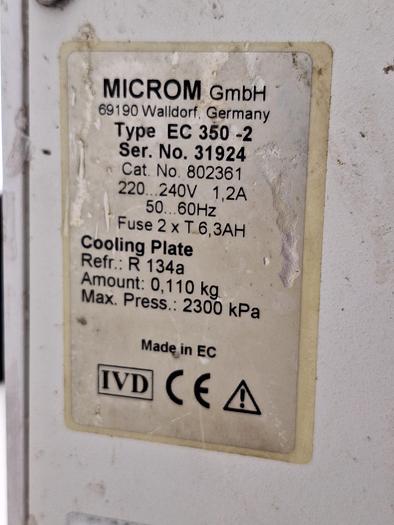 MICROM GmbH
69190 Walldorf, Germany
Type EC 350 -2
Ser. No. 31924
Cat. No. 802361
220...240V 1,2A
50...60Hz
Fuse 2 x T 6,3AH
Cooling Plate
Refr.: R 134a
Amount: 0,110 kg
Max. Press.: 2300 kPa
Made in EC
IVD CE